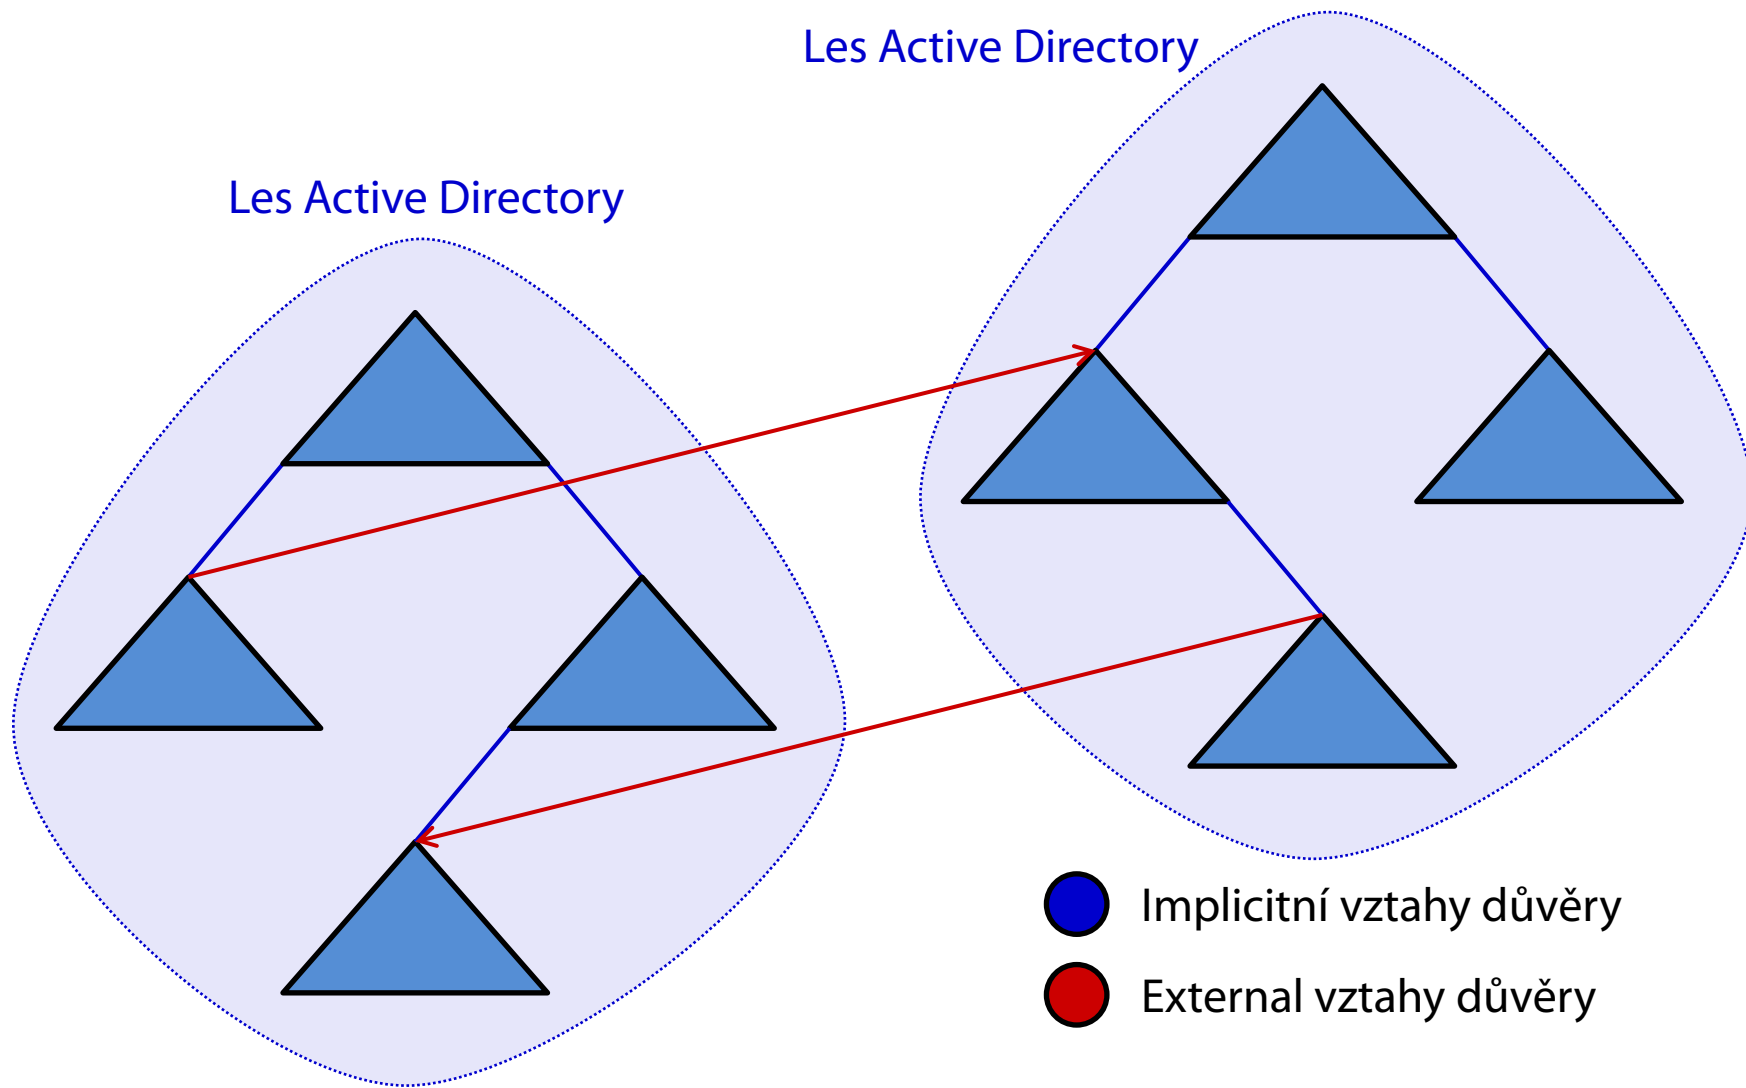 Les Active Directory
Les Active Directory
Implicitní vztahy důvěry
External vztahy důvěry